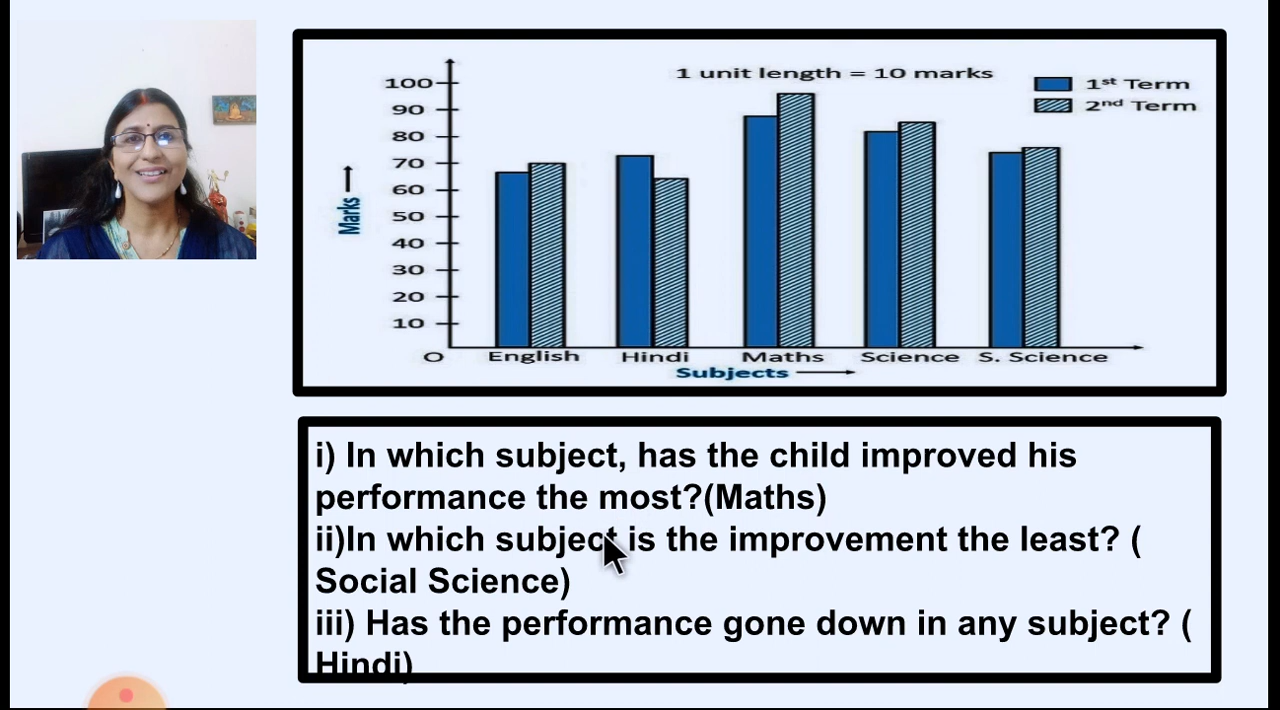 1 unit length = 10 marks
1st Term
2nd Term
100
90
80
70
60
50
40
30
20
10
O
Marks
English Hindi Maths Science S. Science
Subjects
i) In which subject, has the child improved his
performance the most?(Maths)
ii)In which subject is the improvement the least? (
Social Science)
iii) Has the performance gone down in any subject? (
Hindi)